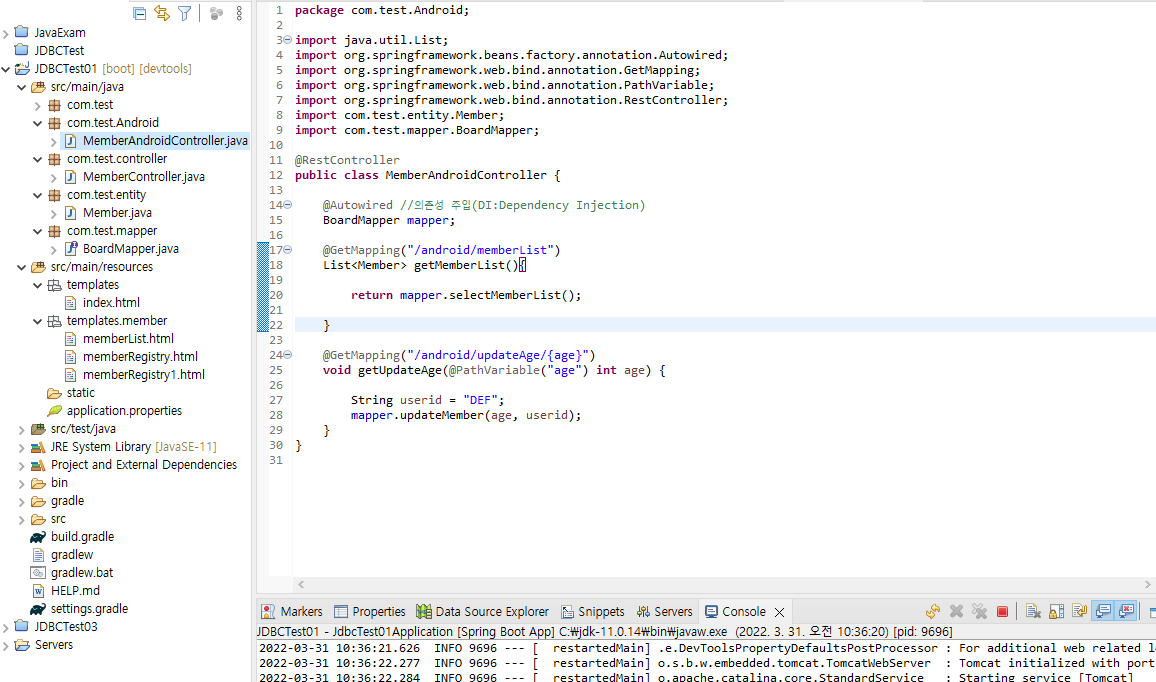 JavaExam
JDBCTest
JDBCTest01 [boot] [devtools]
src/main/java
com.test
com.test.Android
MemberAndroidController.java
com.test.controller
MemberController.java
com.test.entity
Member.java
com.test.mapper
BoardMapper.java
src/main/resources
templates
index.html
templates.member
memberList.html
memberRegistry.html
memberRegistry1.html
static
application.properties
src/test/java
JRE System Library [JavaSE-11]
Project and External Dependencies
bin
gradle
src
build.gradle
gradlew
gradlew.bat
HELP.md
settings.gradle
JDBCTest03
Servers
1 package com.test.Android;
2
3 import java.util.List;
4 import org.springframework.beans.factory.annotation.Autowired;
5 import org.springframework.web.bind.annotation.GetMapping;
6 import org.springframework.web.bind.annotation.PathVariable;
7 import org.springframework.web.bind.annotation.RestController;
8 import com.test.entity.Member;
9 import com.test.mapper.BoardMapper;
10
11 @RestController
12 public class MemberAndroidController {
13
14 @Autowired //의존성 주입(DI:Dependency Injection)
15 BoardMapper mapper;
16
17 @GetMapping("/android/memberList")
18 List<Member> getMemberList(){
19
20 return mapper.selectMemberList();
21
22 }
23
24 @GetMapping("/android/updateAge/{age}")
25 void getUpdateAge(@PathVariable("age") int age) {
26
27 String userid = "DEF";
28 mapper.updateMember(age, userid);
29 }
30 }
31
Markers Properties Data Source Explorer Snippets Servers Console
JDBCTest01 - JdbcTest01Application [Spring Boot App] C:₩jdk-11.0.14₩bin₩javaw.exe (2022. 3. 31. 오전 10:36:20) [pid: 9696]
2022-03-31 10:36:21.626 INFO 9696 --- [ restartedMain] .e.DevToolsPropertyDefaultsPostProcessor : For additional web related l
2022-03-31 10:36:22.277 INFO 9696 --- [ restartedMain] o.s.b.w.embedded.tomcat.TomcatWebServer : Tomcat initialized with port
2022-03-31 10:36:22.284 INFO 9696 --- [ restartedMain] o.apache.catalina.core.StandardService : Starting service [Tomcat]